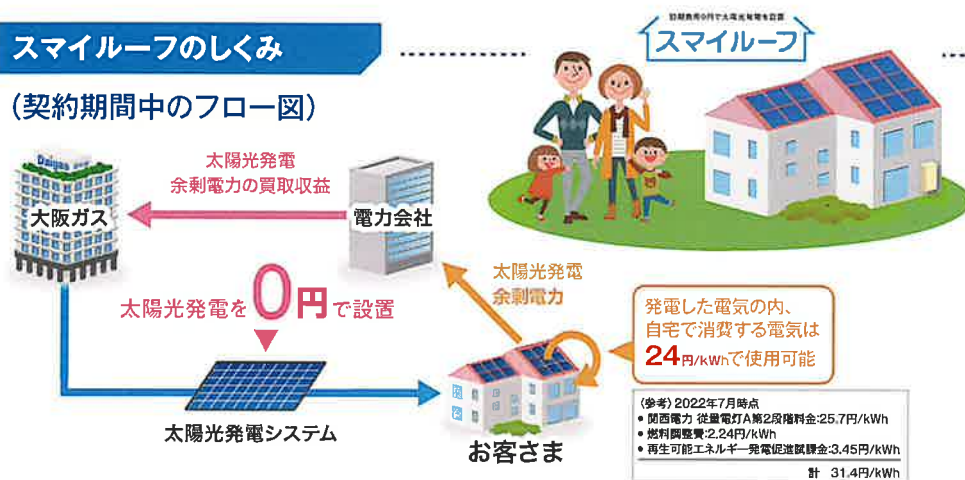 スマイルーフのしくみ
(契約期間中のフロー図)
初期費用0円で太陽光発電を設置
スマイルーフ
Daigas
大阪ガス
太陽光発電
余剰電力の買取収益
電力会社
太陽光発電を0円で設置
太陽光発電
余剰電力
発電した電気の内、
自宅で消費する電気は
24円/kWhで使用可能
太陽光発電システム
お客さま
(参考)2022年7月時点
• 関西電力 従量電灯A第2段階料金:25.7円/kWh
• 燃料調整費:2.24円/kWh
• 再生可能エネルギー発電促進賦課金:3.45円/kWh
計 31.4円/kWh